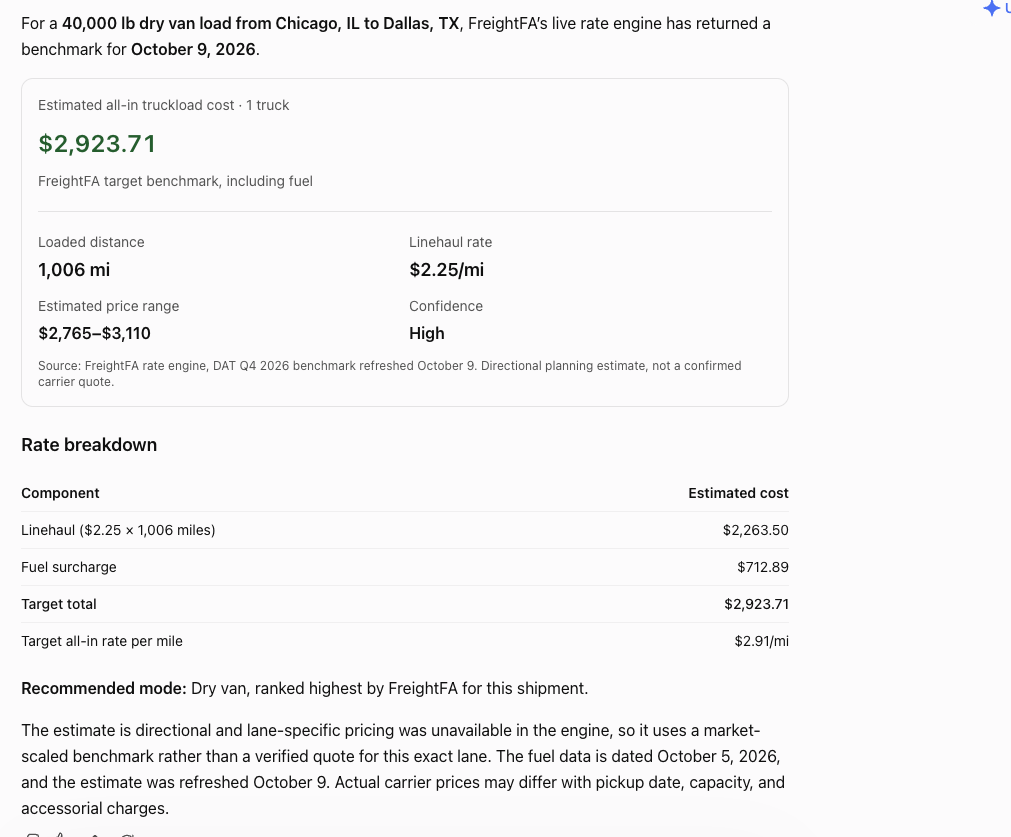 For a 40,000 lb dry van load from Chicago, IL to Dallas, TX, FreightFA’s live rate engine has returned a
benchmark for October 9, 2026.
Estimated all-in truckload cost · 1 truck
$2,923.71
FreightFA target benchmark, including fuel
Loaded distance
Linehaul rate
1,006 mi
$2.25/mi
Estimated price range
Confidence
$2,765–$3,110
High
Source: FreightFA rate engine, DAT Q4 2026 benchmark refreshed October 9. Directional planning estimate, not a confirmed
carrier quote.
Rate breakdown
Component Estimated cost
Linehaul ($2.25 × 1,006 miles) $2,263.50
Fuel surcharge $712.89
Target total $2,923.71
Target all-in rate per mile $2.91/mi
Recommended mode: Dry van, ranked highest by FreightFA for this shipment.
The estimate is directional and lane-specific pricing was unavailable in the engine, so it uses a market-
scaled benchmark rather than a verified quote for this exact lane. The fuel data is dated October 5, 2026,
and the estimate was refreshed October 9. Actual carrier prices may differ with pickup date, capacity, and
accessorial charges.